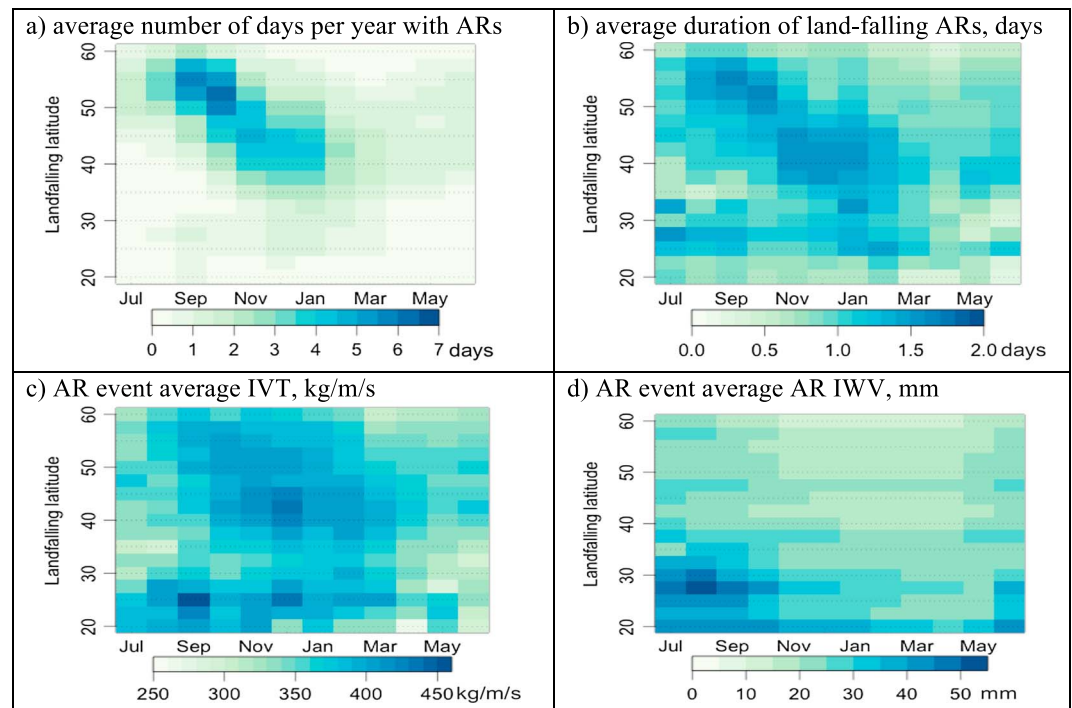 a) average number of days per year with ARs
60
50
40
30
20
Landfalling latitude
Jul Sep Nov Jan Mar May
0 1 2 3 4 5 6 7 days
b) average duration of land-falling ARs, days
60
50
40
30
20
Landfalling latitude
Jul Sep Nov Jan Mar May
0.0 0.5 1.0 1.5 2.0 days
c) AR event average IVT, kg/m/s
60
50
40
30
20
Landfalling latitude
Jul Sep Nov Jan Mar May
250 300 350 400 450 kg/m/s
d) AR event average AR IWV, mm
60
50
40
30
20
Landfalling latitude
Jul Sep Nov Jan Mar May
0 10 20 30 40 50 mm